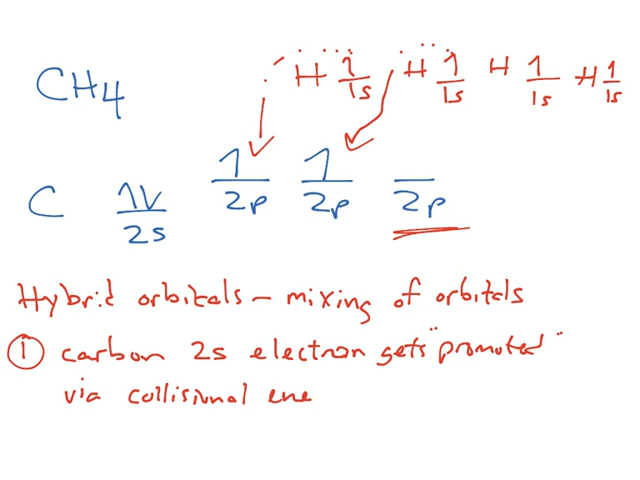 CH4
H 1 1s H 1 1s H 1 1s H 1 1s
C 1V 2s 1 2p 1 2p 2p
Hybrid orbitals - mixing of orbitals
① carbon 2s electron gets "promoted"
via collisional ene